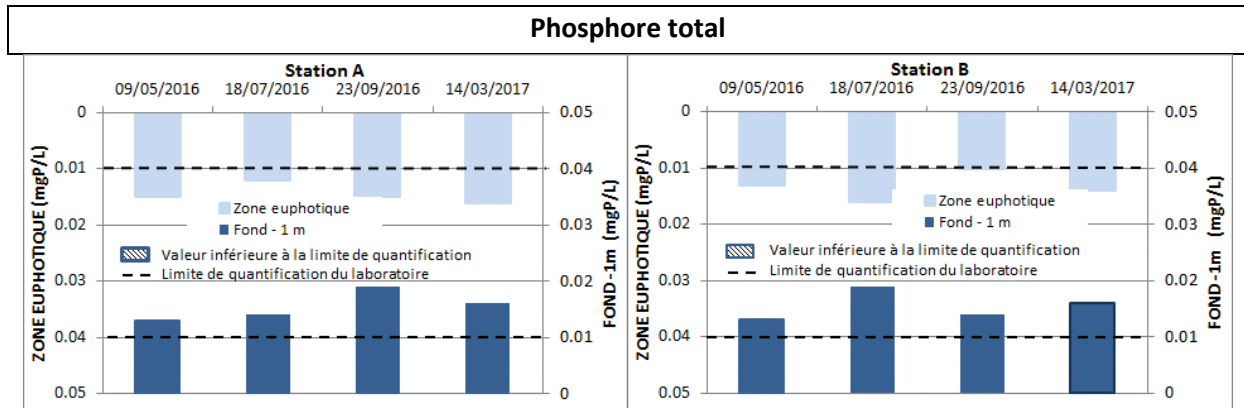 Phosphore total
Station A
09/05/2016 18/07/2016 23/09/2016 14/03/2017
0 0.05
0.01 0.04
0.02 0.03
0.03 0.02
0.04 0.01
0.05 0
ZONE EUPHOTIQUE (mgP/L)
FOND -1m (mgP/L)
Zone euphotique
Fond - 1 m
Valeur inférieure à la limite de quantification
Limite de quantification du laboratoire
Station B
09/05/2016 18/07/2016 23/09/2016 14/03/2017
0 0.05
0.01 0.04
0.02 0.03
0.03 0.02
0.04 0.01
0.05 0
ZONE EUPHOTIQUE (mgP/L)
FOND -1m (mgP/L)
Zone euphotique
Fond - 1 m
Valeur inférieure à la limite de quantification
Limite de quantification du laboratoire